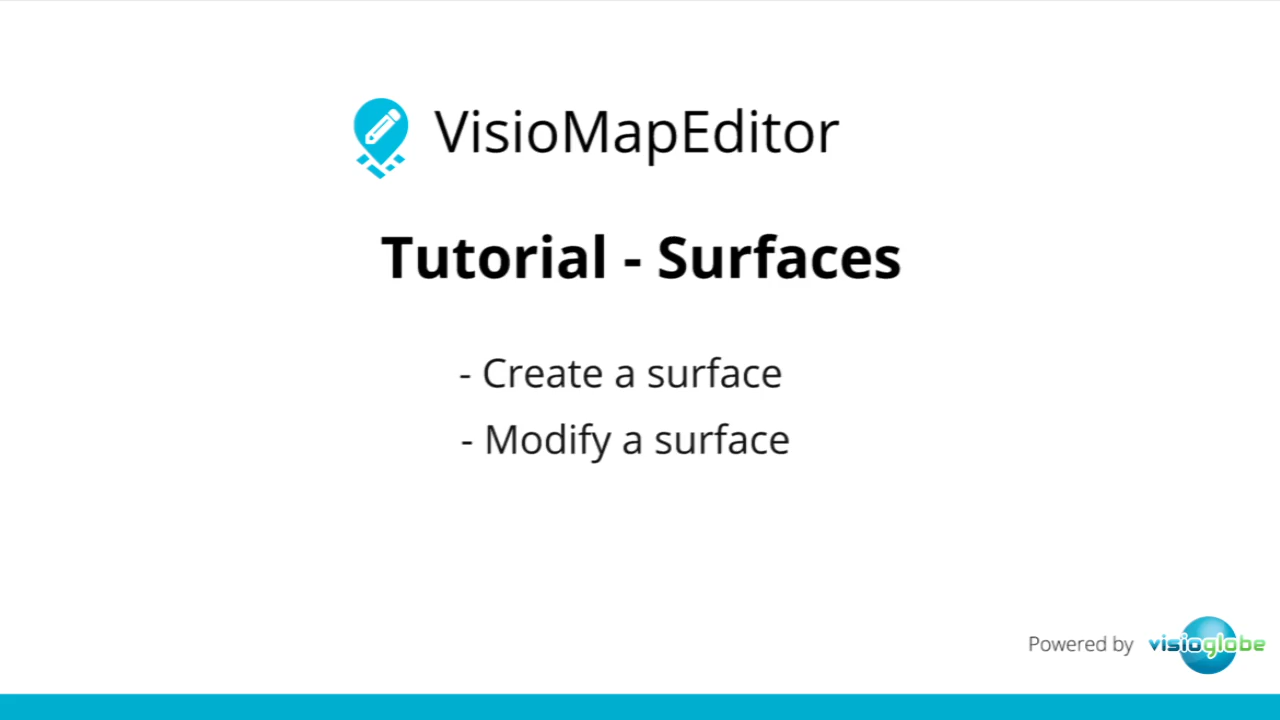 VisioMapEditor
Tutorial - Surfaces
- Create a surface
- Modify a surface
Powered by visioglobe